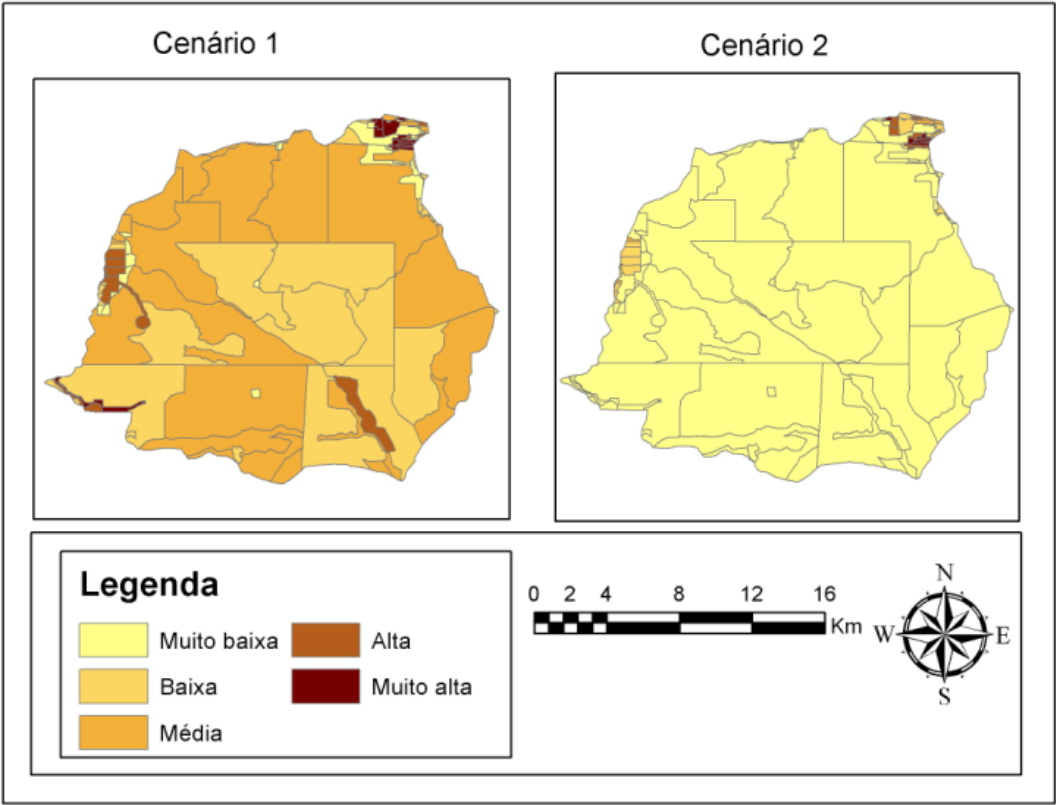 Cenário 1
Cenário 2
Legenda
Muito baixa
Alta
Baixa
Muito alta
Média
0 2 4 8 12 16
Km
N
W E
S